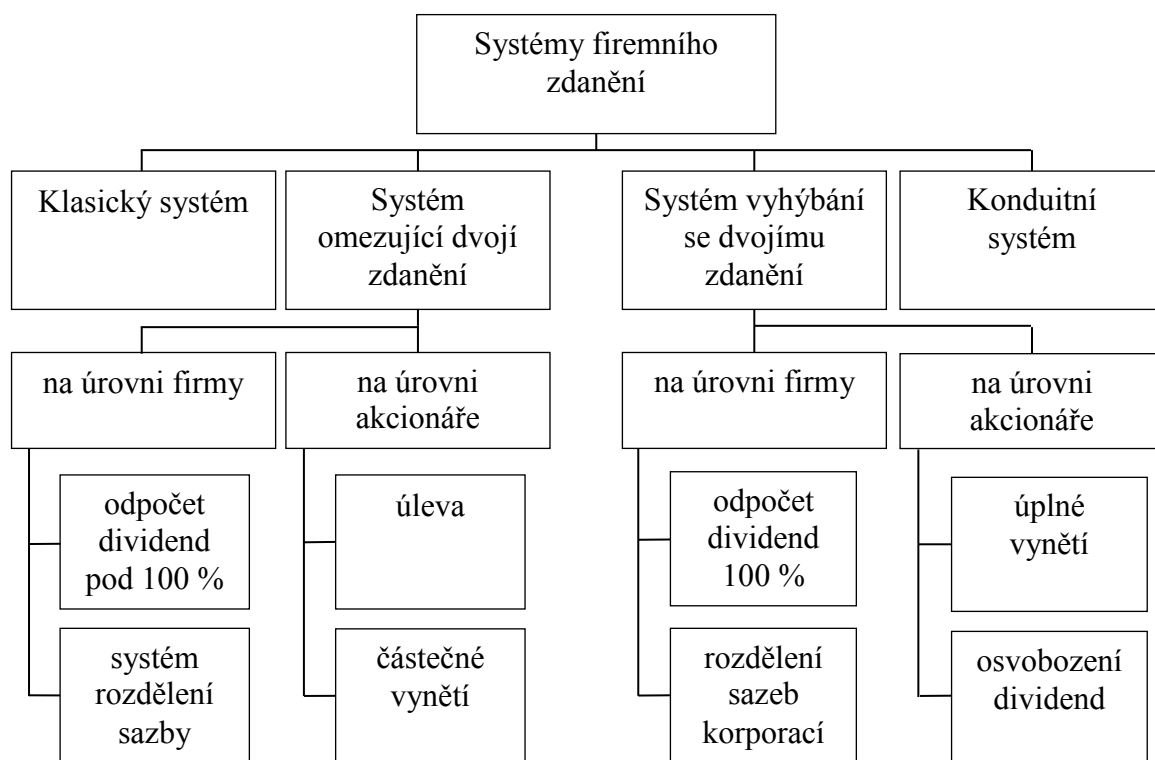 Systémy firemního
zdanění
Klasický systém
Systém
omezující dvojí
zdanění
Systém vyhýbání
se dvojímu
zdanění
Konduitní
systém
na úrovni firmy
na úrovni
akcionáře
na úrovni firmy
na úrovni
akcionáře
odpočet
dividend
pod 100 %
úleva
odpočet
dividend
100 %
úplné
vynětí
systém
rozdělení
sazby
částečné
vynětí
rozdělení
sazeb
korporací
osvobození
dividend